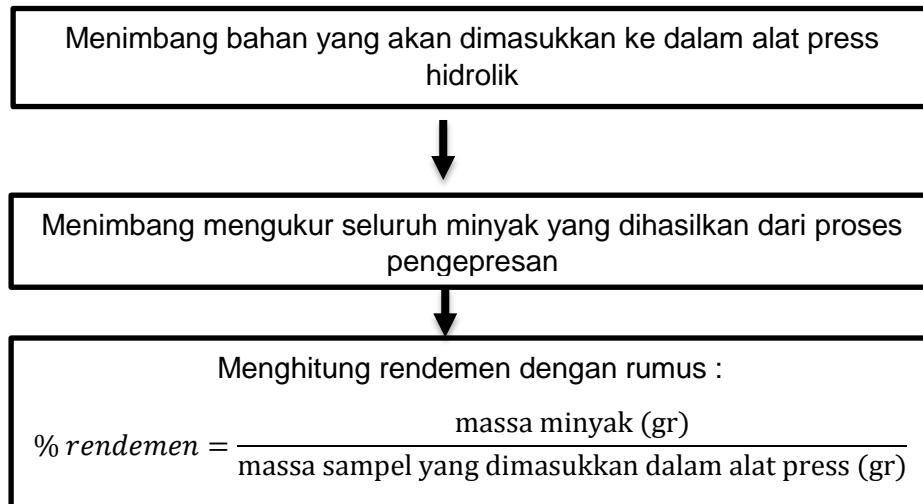 Menimbang bahan yang akan dimasukkan ke dalam alat press
hidrolik
Menimbang mengukur seluruh minyak yang dihasilkan dari proses
pengepresan
Menghitung rendemen dengan rumus :
% rendemen = massa minyak (gr) / massa sampel yang dimasukkan dalam alat press (gr)